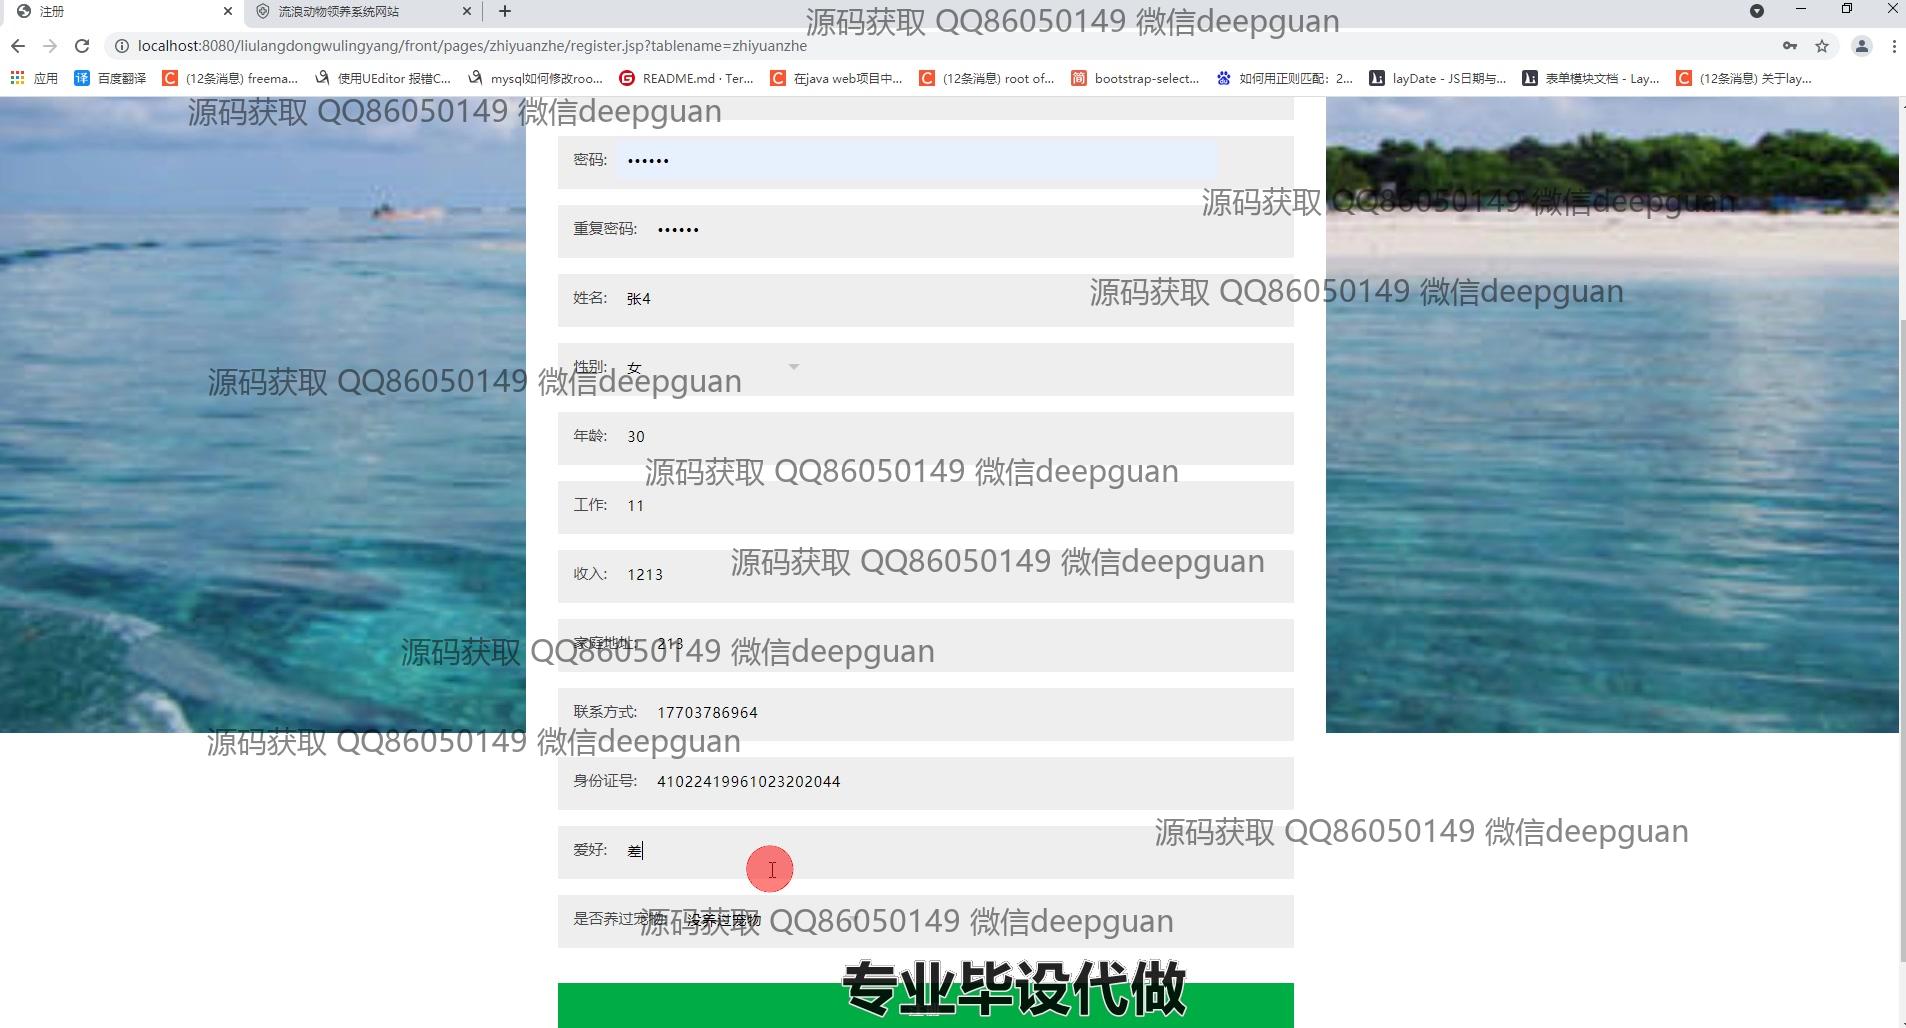 注册
流浪动物领养系统网站
源码获取 QQ86050149 微信deepguan
localhost:8080/liulangdongwulingyang/front/pages/zhiyuanzhe/register.jsp?tablename=zhiyuanzhe
应用
百度翻译
(12条消息) freema...
使用UEditor 报错C...
mysql如何修改roo...
README.md · Ter...
在java web项目中...
(12条消息) root of...
bootstrap-select...
如何用正则匹配：2...
layDate - JS日期与...
表单模块文档 - Lay...
(12条消息) 关于lay...
源码获取 QQ86050149 微信deepguan
密码: ••••••
源码获取 QQ86050149 微信deepguan
重复密码: ••••••
源码获取 QQ86050149 微信deepguan
姓名: 张4
性别: 女
源码获取 QQ86050149 微信deepguan
年龄: 30
源码获取 QQ86050149 微信deepguan
工作: 11
源码获取 QQ86050149 微信deepguan
收入: 1213
家庭地址: 213
源码获取 QQ86050149 微信deepguan
联系方式: 17703786964
源码获取 QQ86050149 微信deepguan
身份证号: 41022419961023202044
源码获取 QQ86050149 微信deepguan
爱好: 差
是否养过宠物: 没养过宠物
源码获取 QQ86050149 微信deepguan
专业毕设代做